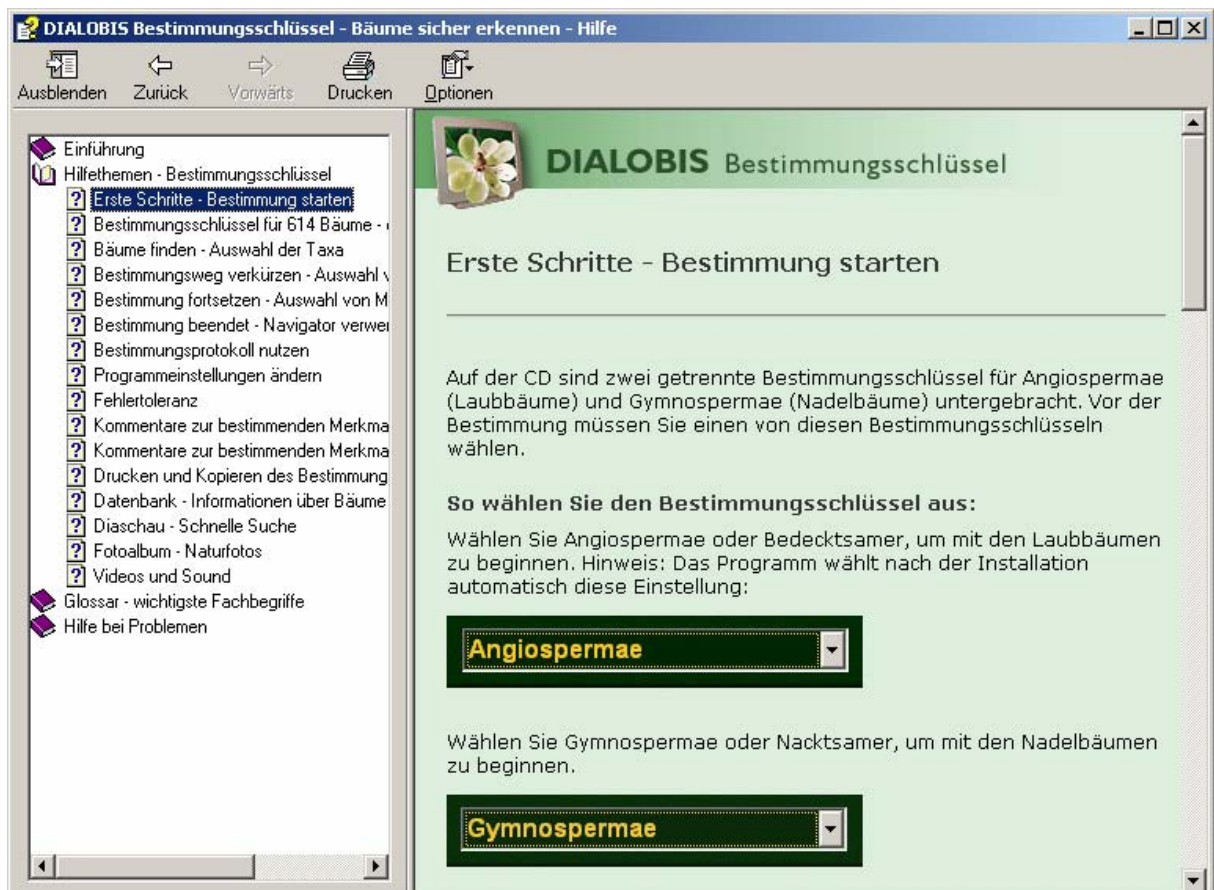 DIALOBIS Bestimmungsschlüssel - Bäume sicher erkennen - Hilfe
Ausblenden Zurück Vorwärts Drucken Optionen
Einführung
Hilfethemen - Bestimmungsschlüssel
Erste Schritte - Bestimmung starten
Bestimmungsschlüssel für 614 Bäume -
Bäume finden - Auswahl der Taxa
Bestimmungsweg verkürzen - Auswahl
Bestimmung fortsetzen - Auswahl von M
Bestimmung beendet - Navigator verwe
Bestimmungsprotokoll nutzen
Programmeinstellungen ändern
Fehlertoleranz
Kommentare zur bestimmenden Merkma
Kommentare zur bestimmenden Merkma
Drucken und Kopieren des Bestimmung
Datenbank - Informationen über Bäume
Diaschau - Schnelle Suche
Fotoalbum - Naturfotos
Videos und Sound
Glossar - wichtigste Fachbegriffe
Hilfe bei Problemen
DIALOBIS Bestimmungsschlüssel
Erste Schritte - Bestimmung starten
Auf der CD sind zwei getrennte Bestimmungsschlüssel für Angiospermae
(Laubbäume) und Gymnospermae (Nadelbäume) untergebracht. Vor der
Bestimmung müssen Sie einen von diesen Bestimmungsschlüsseln
wählen.
So wählen Sie den Bestimmungsschlüssel aus:
Wählen Sie Angiospermae oder Bedecktsamer, um mit den Laubbäumen
zu beginnen. Hinweis: Das Programm wählt nach der Installation
automatisch diese Einstellung:
Angiospermae
Wählen Sie Gymnospermae oder Nacktsamer, um mit den Nadelbäumen
zu beginnen.
Gymnospermae